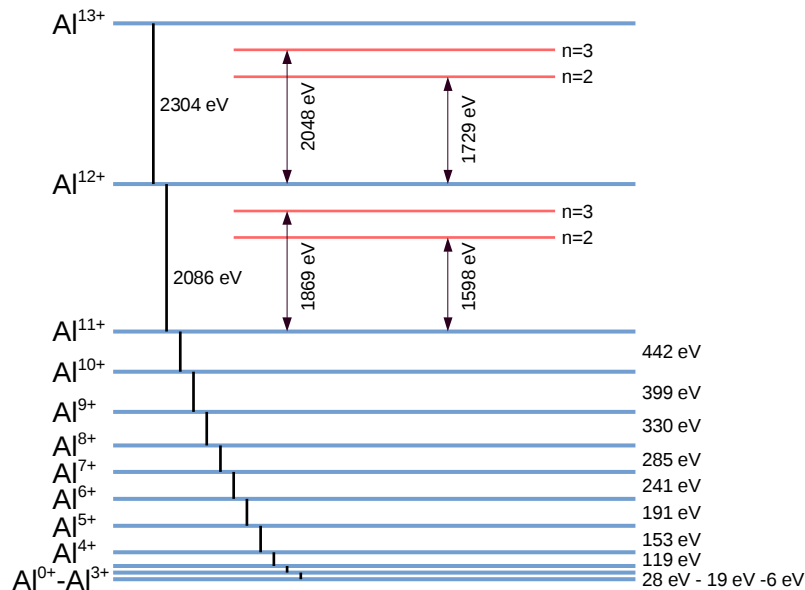 Al13+
n=3
n=2
2304 eV
2048 eV
1729 eV
Al12+
n=3
n=2
2086 eV
1869 eV
1598 eV
Al11+
442 eV
Al10+
399 eV
Al9+
330 eV
Al8+
285 eV
Al7+
241 eV
Al6+
191 eV
Al5+
153 eV
Al4+
119 eV
Al0+-Al3+
28 eV - 19 eV -6 eV